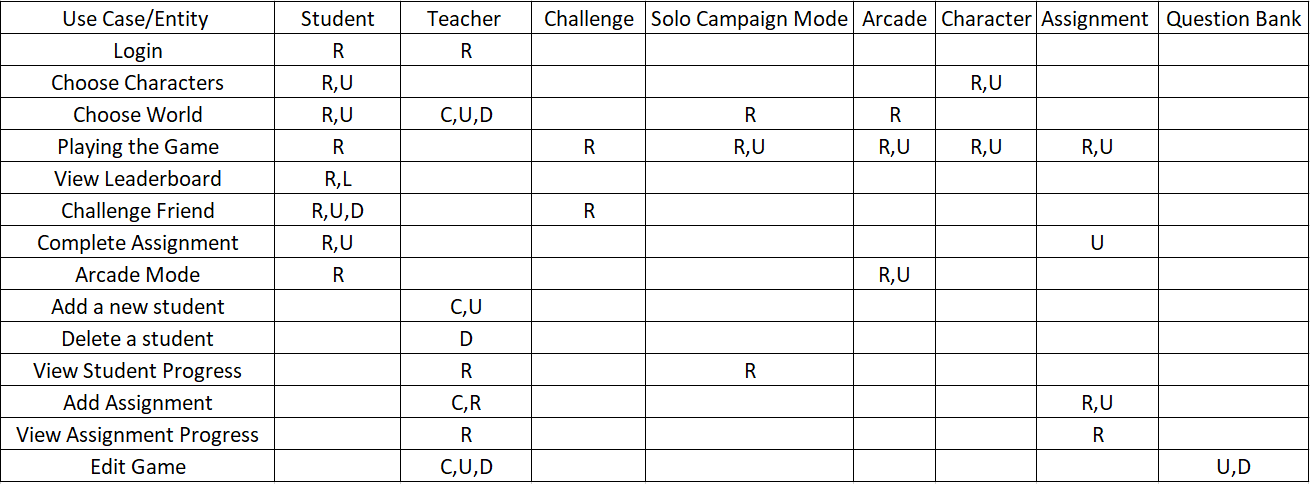 Use Case/Entity Student Teacher Challenge Solo Campaign Mode Arcade Character Assignment Question Bank
Login R R
Choose Characters R,U R,U
Choose World R,U C,U,D R R
Playing the Game R R R,U R,U R,U R,U
View Leaderboard R,L
Challenge Friend R,U,D R
Complete Assignment R,U U
Arcade Mode R R,U
Add a new student C,U
Delete a student D
View Student Progress R R
Add Assignment C,R R,U
View Assignment Progress R R
Edit Game C,U,D U,D